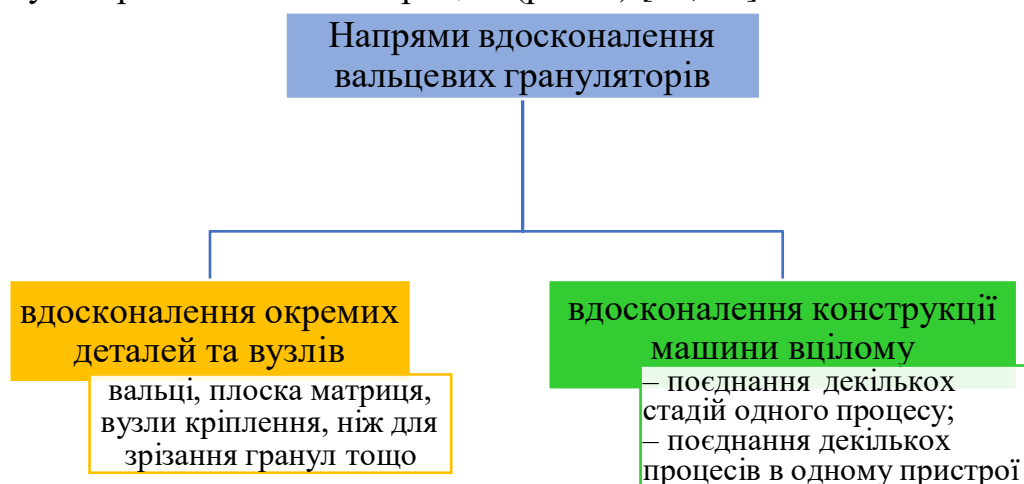 Напрями вдосконалення
вальцевих грануляторів
вдосконалення окремих
деталей та вузлів
вальці, плоска матриця,
вузли кріплення, ніж для
зрізання гранул тощо
вдосконалення конструкції
машини вцілому
– поєднання декількох
стадій одного процесу;
– поєднання декількох
процесів в одному пристрої